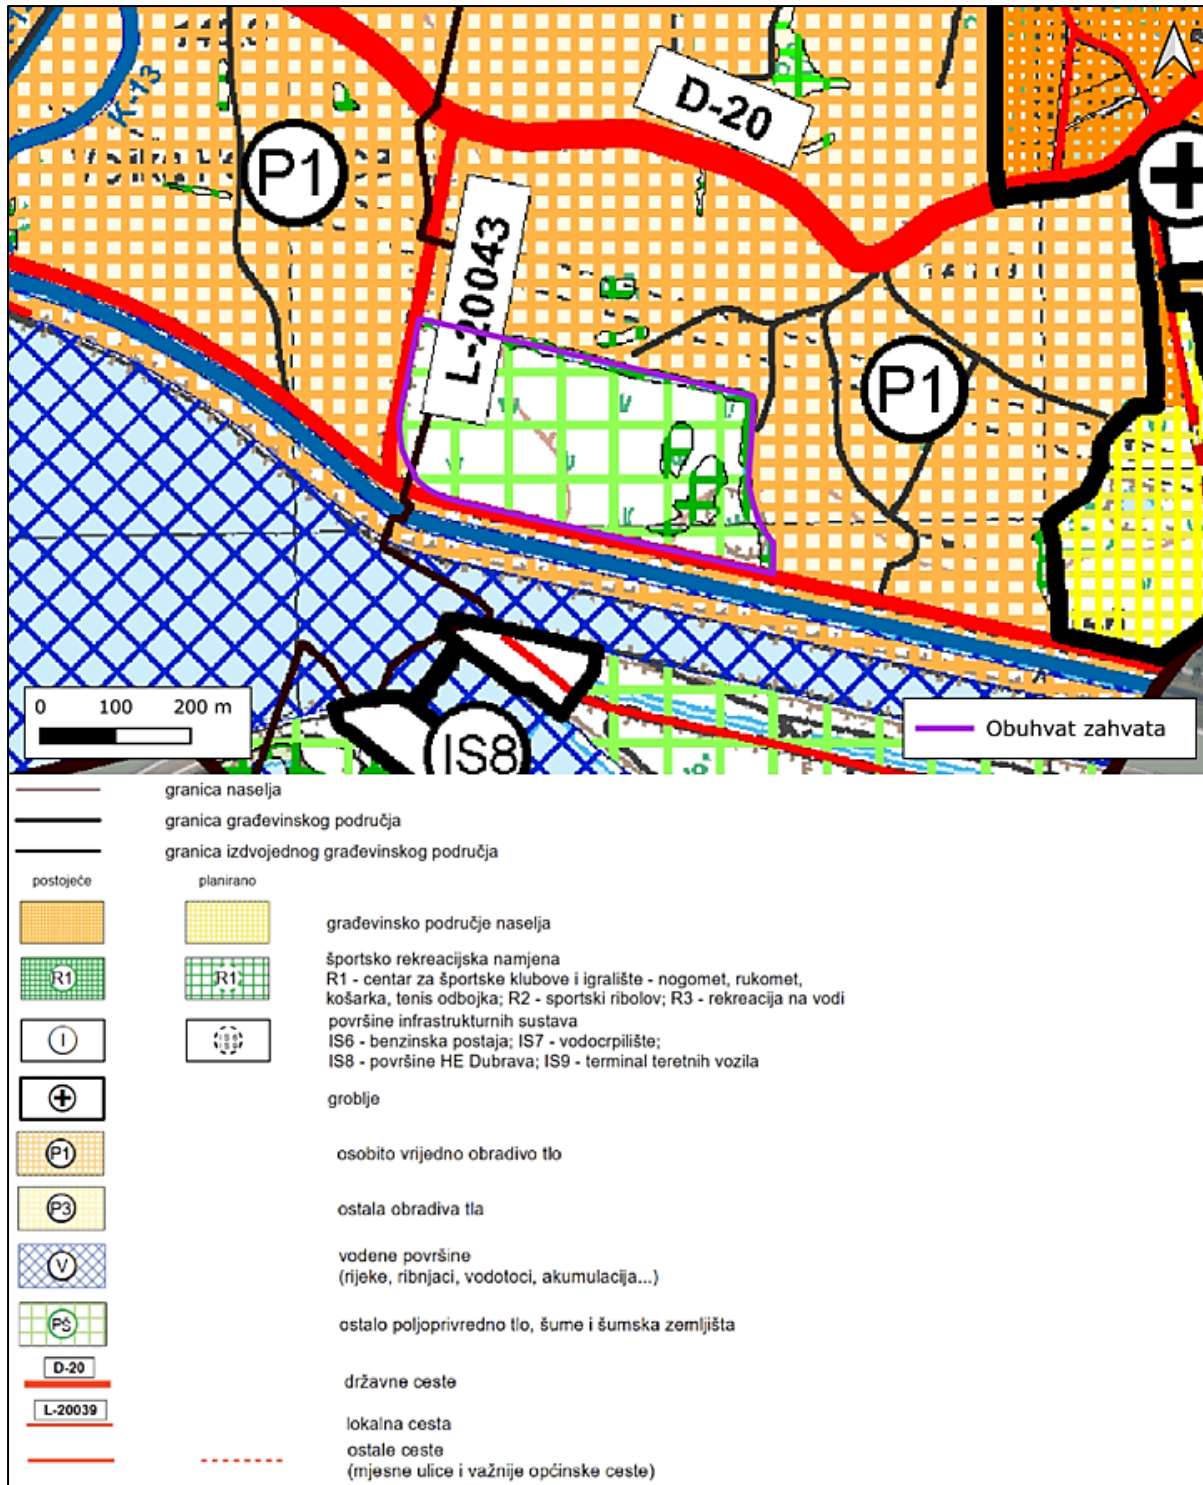 K-13
D-20
P1
L-20043
P1
IS8
0 100 200 m
Obuhvat zahvata
granica naselja
granica građevinskog područja
granica izdvojednog građevinskog područja
postojeće planirano
građevinsko područje naselja
R1 R1
športsko rekreacijska namjena
R1 - centar za športske klubove i igralište - nogomet, rukomet,
košarka, tenis odbojka; R2 - sportski ribolov; R3 - rekreacija na vodi
I
površine infrastrukturnih sustava
IS6 - benzinska postaja; IS7 - vodocrpilište;
IS8 - površine HE Dubrava; IS9 - terminal teretnih vozila
groblje
P1 osobito vrijedno obradivo tlo
P3 ostala obradiva tla
V
vodene površine
(rijeke, ribnjaci, vodotoci, akumulacija...)
PŠ ostalo poljoprivredno tlo, šume i šumska zemljišta
D-20
državne ceste
L-20039
lokalna cesta
ostale ceste
(mjesne ulice i važnije općinske ceste)